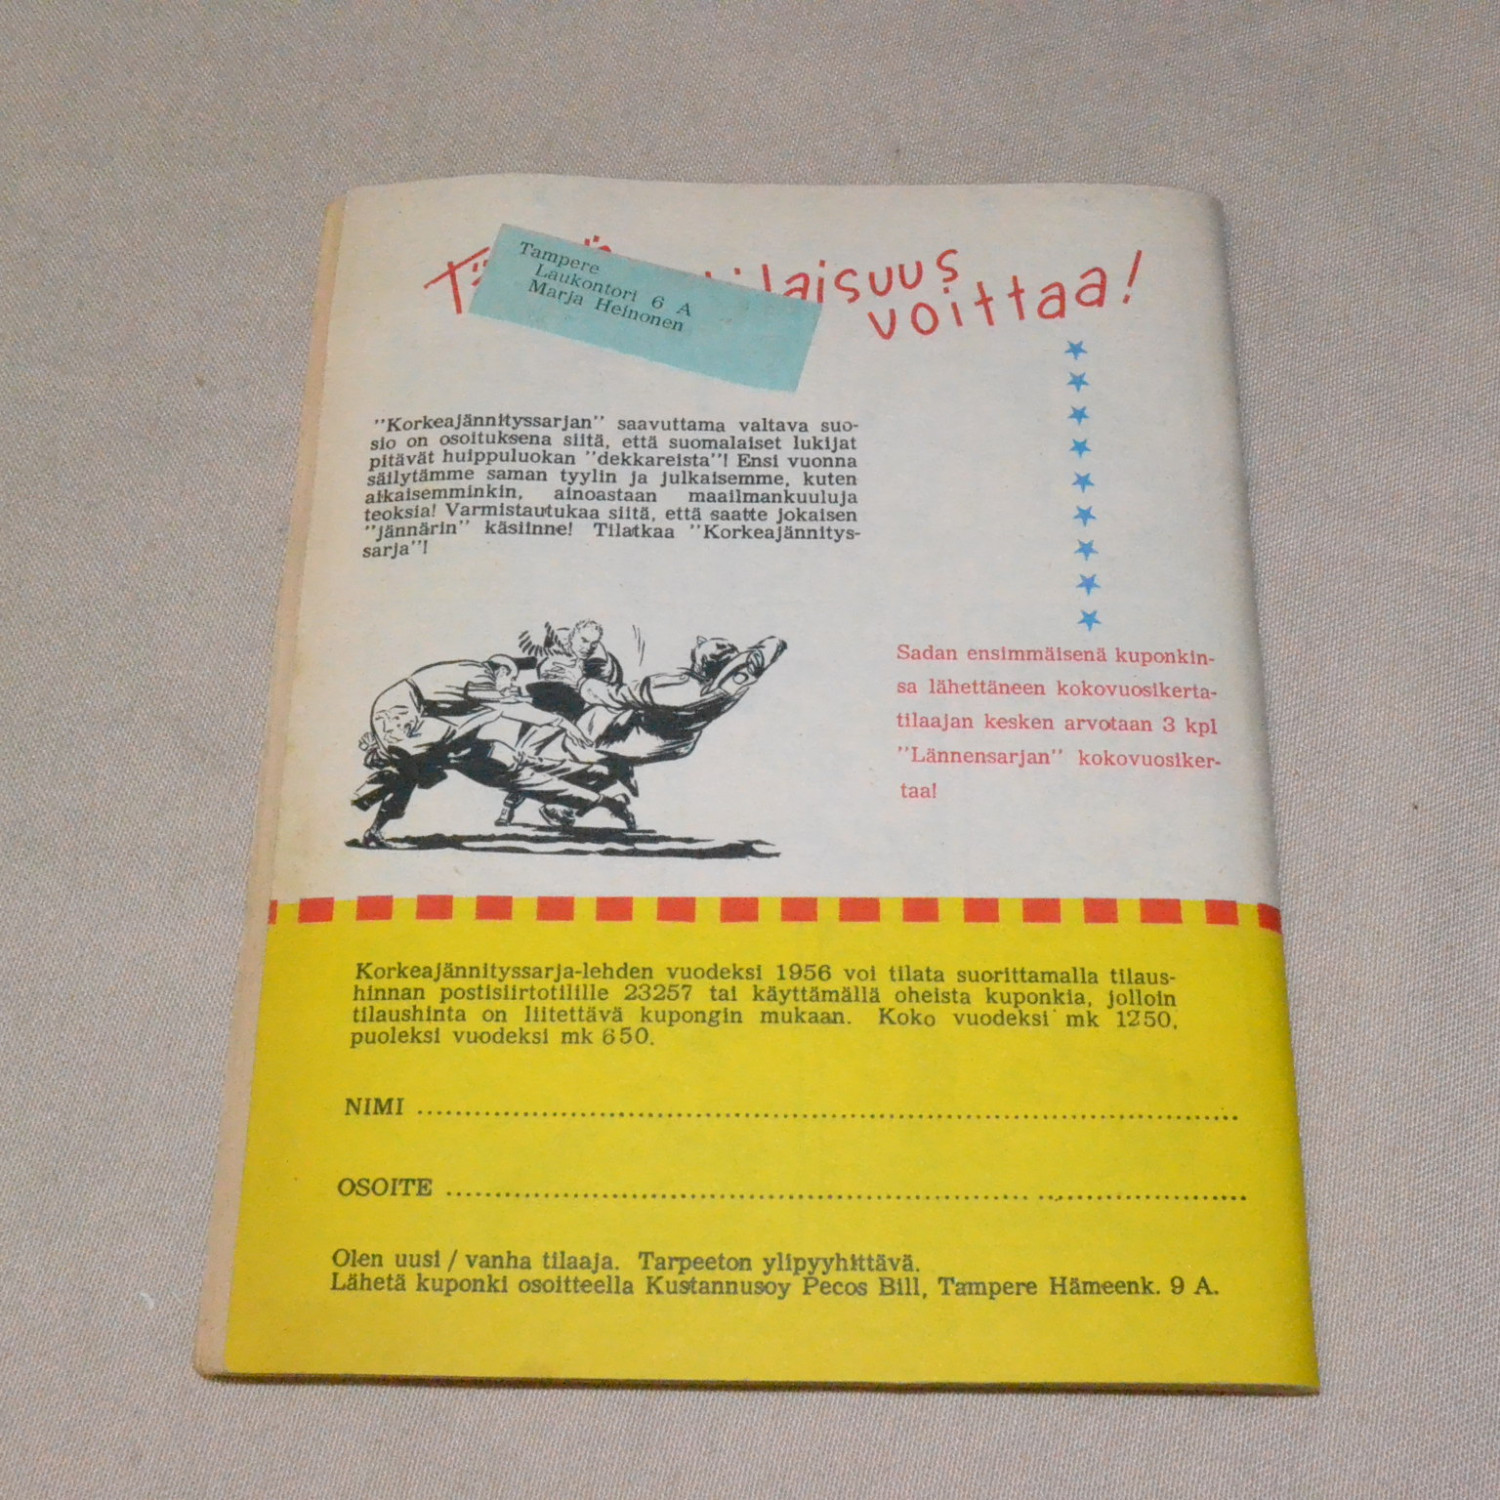 Tampere
Laukontori 6 A
Marja Heinonen
voittaa!
"Korkeajännityssarjan" saavuttama valtava suo-
sio on osoituksena siitä, että suomalaiset lukijat
pitävät huippuluokan "dekkareista"! Ensi vuonna
säilytämme saman tyylin ja julkaisemme, kuten
aikaisemminkin, ainoastaan maailmankuuluja
teoksia! Varmistautukaa siitä, että saatte jokaisen
"jännärin" käsiinne! Tilatkaa "Korkeajännitys-
sarja"!
Sadan ensimmäisenä kuponkin-
sa lähettäneen kokovuosikerta-
tilaajan kesken arvotaan 3 kpl
"Lännensarjan" kokovuosiker-
taa!
Korkeajännityssarja-lehden vuodeksi 1956 voi tilata suorittamalla tilaus-
hinnan postisiirtotilille 23257 tai käyttämällä oheista kuponkia, jolloin
tilaushinta on liitettävä kupongin mukaan. Koko vuodeksi mk 1250,
puoleksi vuodeksi mk 650.
NIMI
OSOITE
Olen uusi / vanha tilaaja. Tarpeeton ylipyyhittävä.
Lähetä kuponki osoitteella Kustannusoy Pecos Bill, Tampere Hämeenk. 9 A.